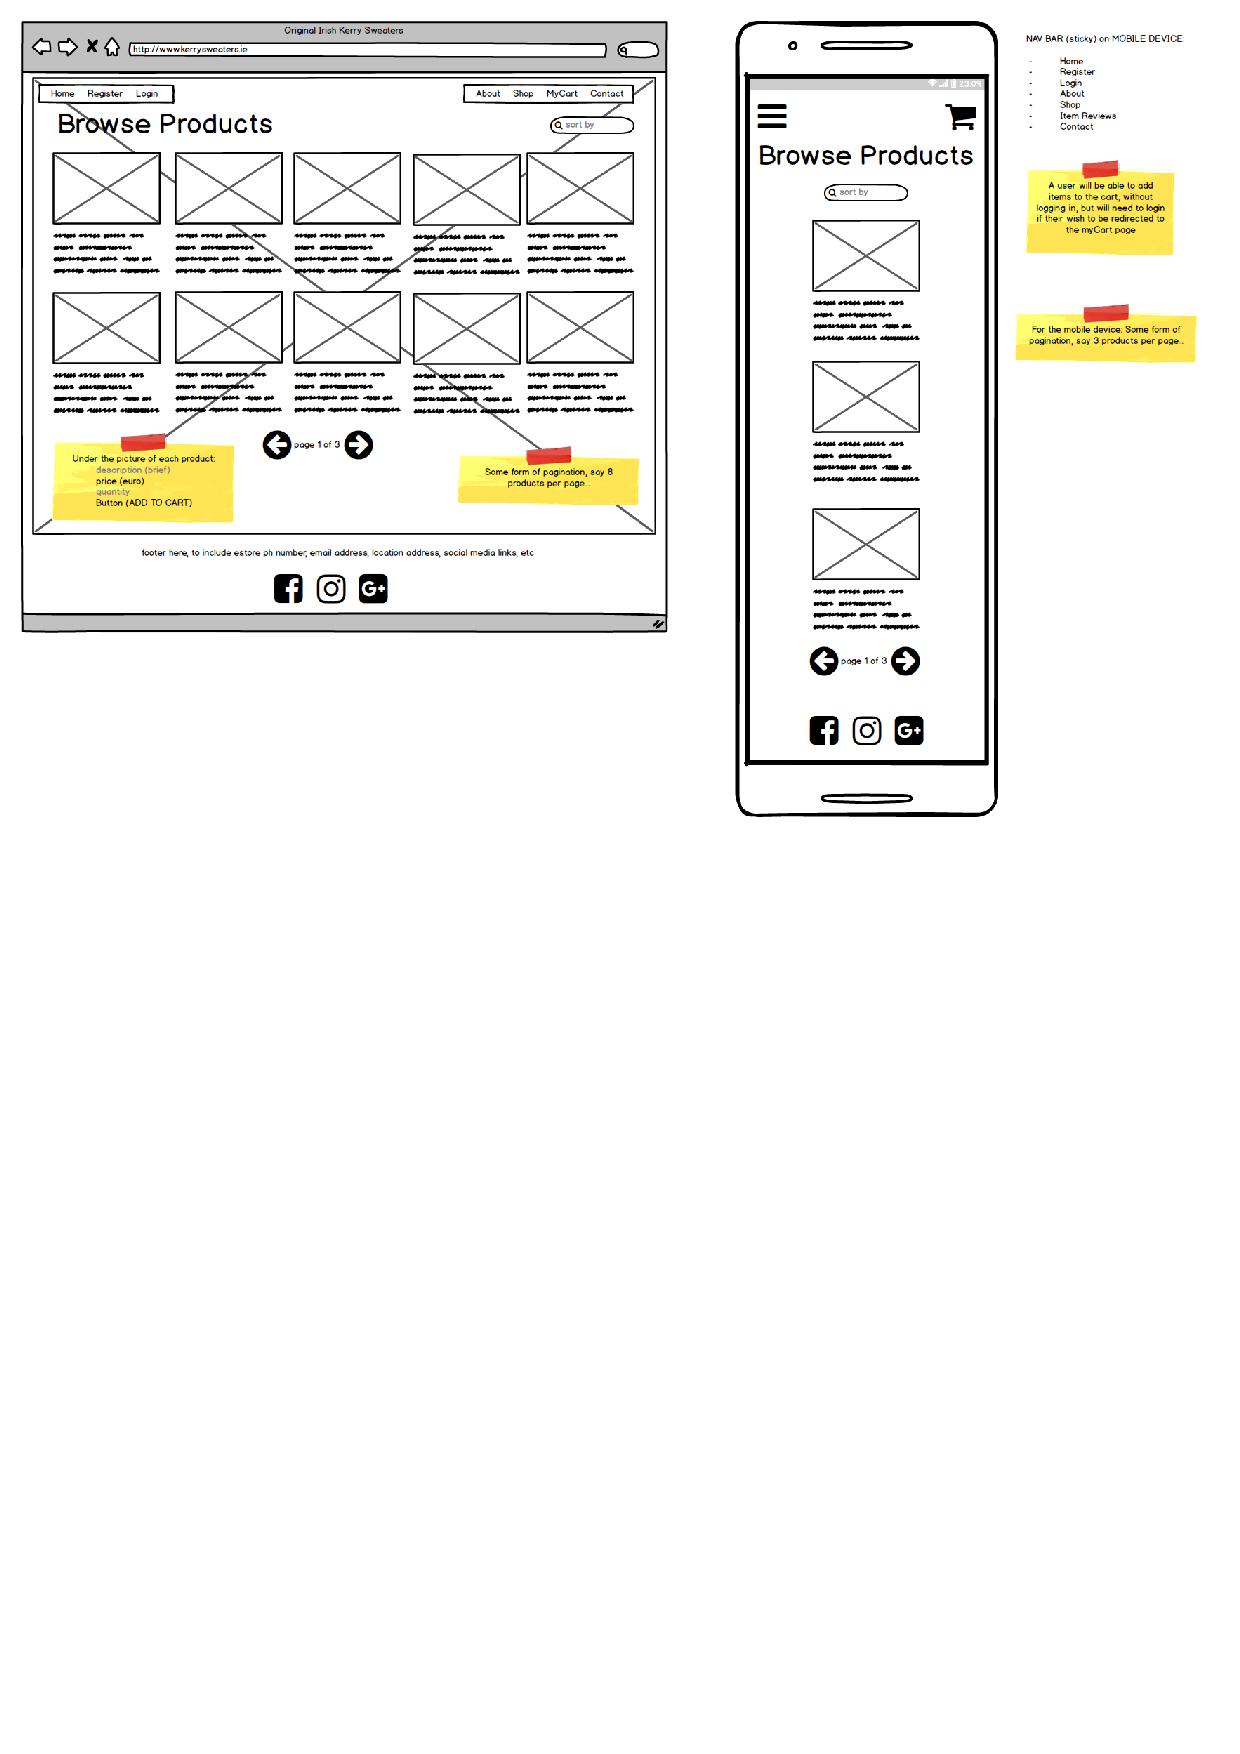 Original Irish Kerry Sweaters
http://www.kerrysweaters.ie
Home Register Login
About Shop MyCart Contact
Browse Products
sort by
page 1 of 3
Under the picture of each product:
description (brief)
price (euro)
quantity
Button (ADD TO CART)
Some form of pagination, say 8
products per page...
footer here, to include estore ph number, email address, location address, social media links, etc
G+
23:04
Browse Products
sort by
page 1 of 3
G+
NAV BAR (sticky) on MOBILE DEVICE:
- Home
- Register
- Login
- About
- Shop
- Item Reviews
- Contact
A user will be able to add
items to the cart, without
logging in, but will need to login
if their wish to be redirected to
the myCart page
For the mobile device: Some form of
pagination, say 3 products per page...